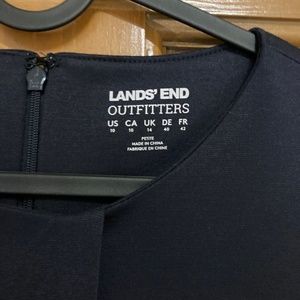 LANDS' END
OUTFITTERS
US CA UK DE FR
10 10 14 40 42
PETITE
MADE IN CHINA
FABRIQUÉ EN CHINE